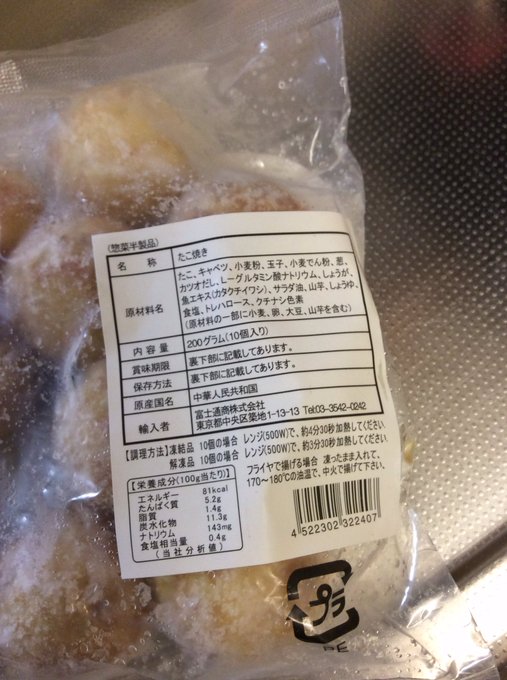 (惣菜半製品)
名　称 たこ焼き
原材料名 たこ、キャベツ、小麦粉、玉子、小麦でん粉、葱、
カツオだし、L-グルタミン酸ナトリウム、しょうが、
魚エキス(カタクチイワシ)、サラダ油、山芋、しょうゆ、
食塩、トレハロース、クチナシ色素
(原材料の一部に小麦、卵、大豆、山芋を含む)
内 容 量 200グラム(10個入り)
賞味期限 裏下部に記載してあります。
保存方法 裏下部に記載してあります。
原産国名 中華人民共和国
輸入者 富士通商株式会社
東京都中央区築地1-1-13-13 Tel:03-3542-0242
【調理方法】凍結品 10個の場合 レンジ(500W)で、約4分30秒加熱してください。
解凍品 10個の場合 レンジ(500W)で、約3分30秒加熱してください。
フライヤで揚げる場合 凍ったまま入れて、
170～180℃の油温で、中火で揚げて下さい。
【栄養成分(100g当たり)】
エネルギー 81kcal
たんぱく質 5.2g
脂質 1.4g
炭水化物 11.3g
ナトリウム 143mg
食塩相当量 0.4g
(当社分析値)
4 522302 322407
プラ
PE